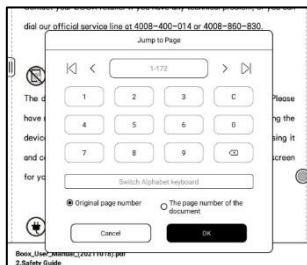 dial our official service line at 4008-400-014 or 4008-860-830.
Jump to Page
1-172
1 2 3 C
4 5 6 0
7 8 9
Switch Alphabet keyboard
Original page number
The page number of the document
Cancel
OK
The d
Please
have
ng the
device
sing it
and c
screen
for yo
Boox_User_Manual_(20211018).pdf
2.Safety Guide